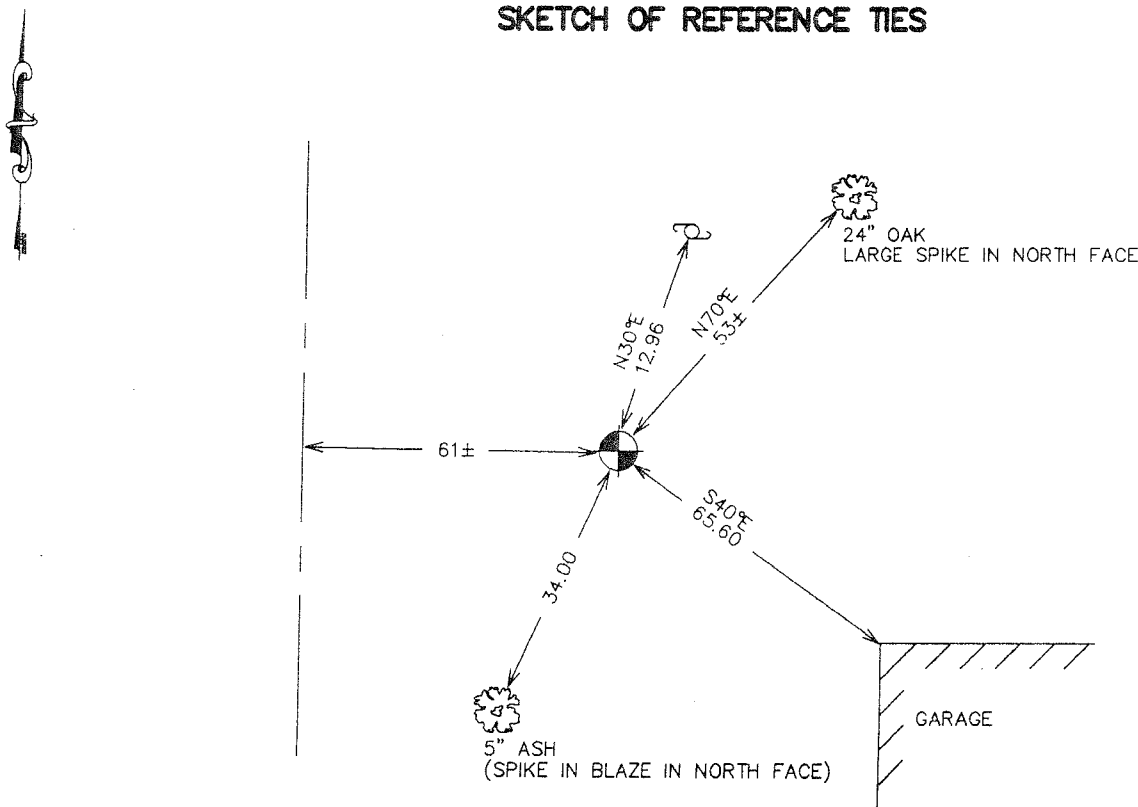 SKETCH OF REFERENCE TIES
24" OAK
LARGE SPIKE IN NORTH FACE
N30°E
12.96
N70°E
53±
61±
S40°E
65.60
34.00
GARAGE
5" ASH
(SPIKE IN BLAZE IN NORTH FACE)